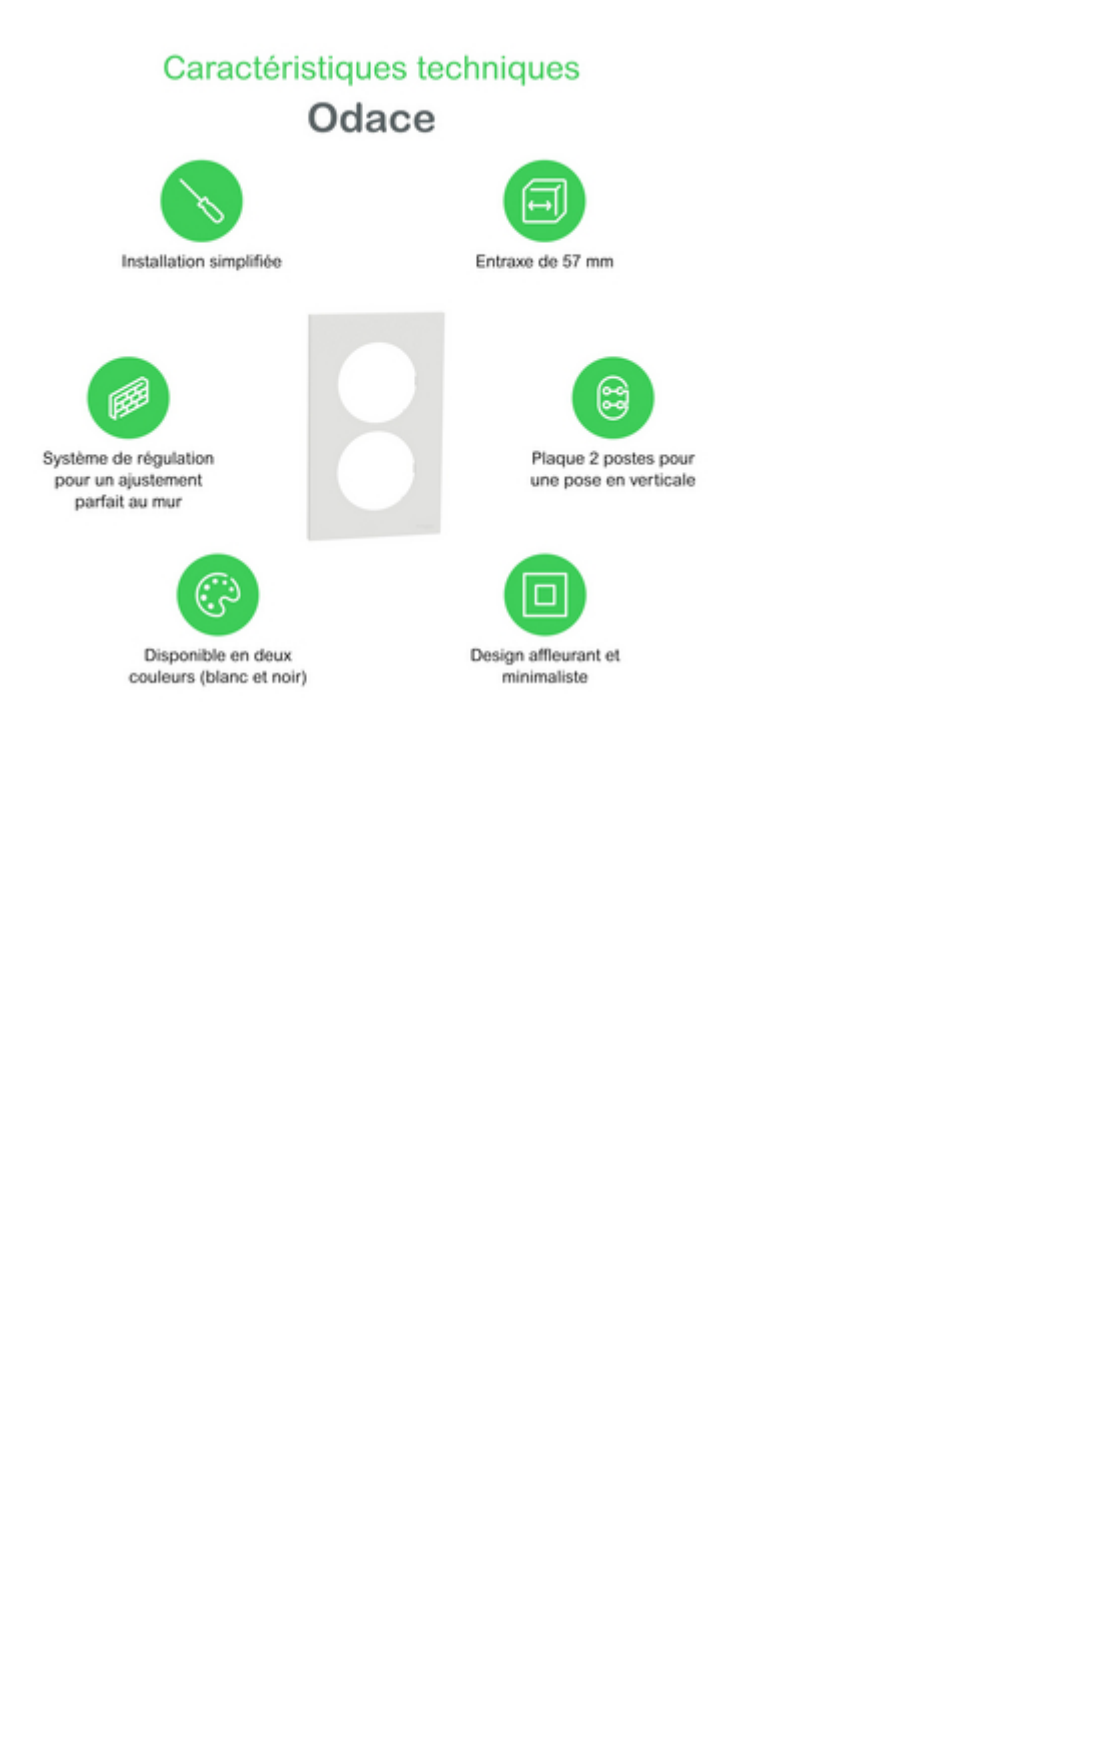 Caractéristiques techniques
Odace
Installation simplifiée
Entraxe de 57 mm
Système de régulation
pour un ajustement
parfait au mur
Plaque 2 postes pour
une pose en verticale
Disponible en deux
couleurs (blanc et noir)
Design affleurant et
minimaliste